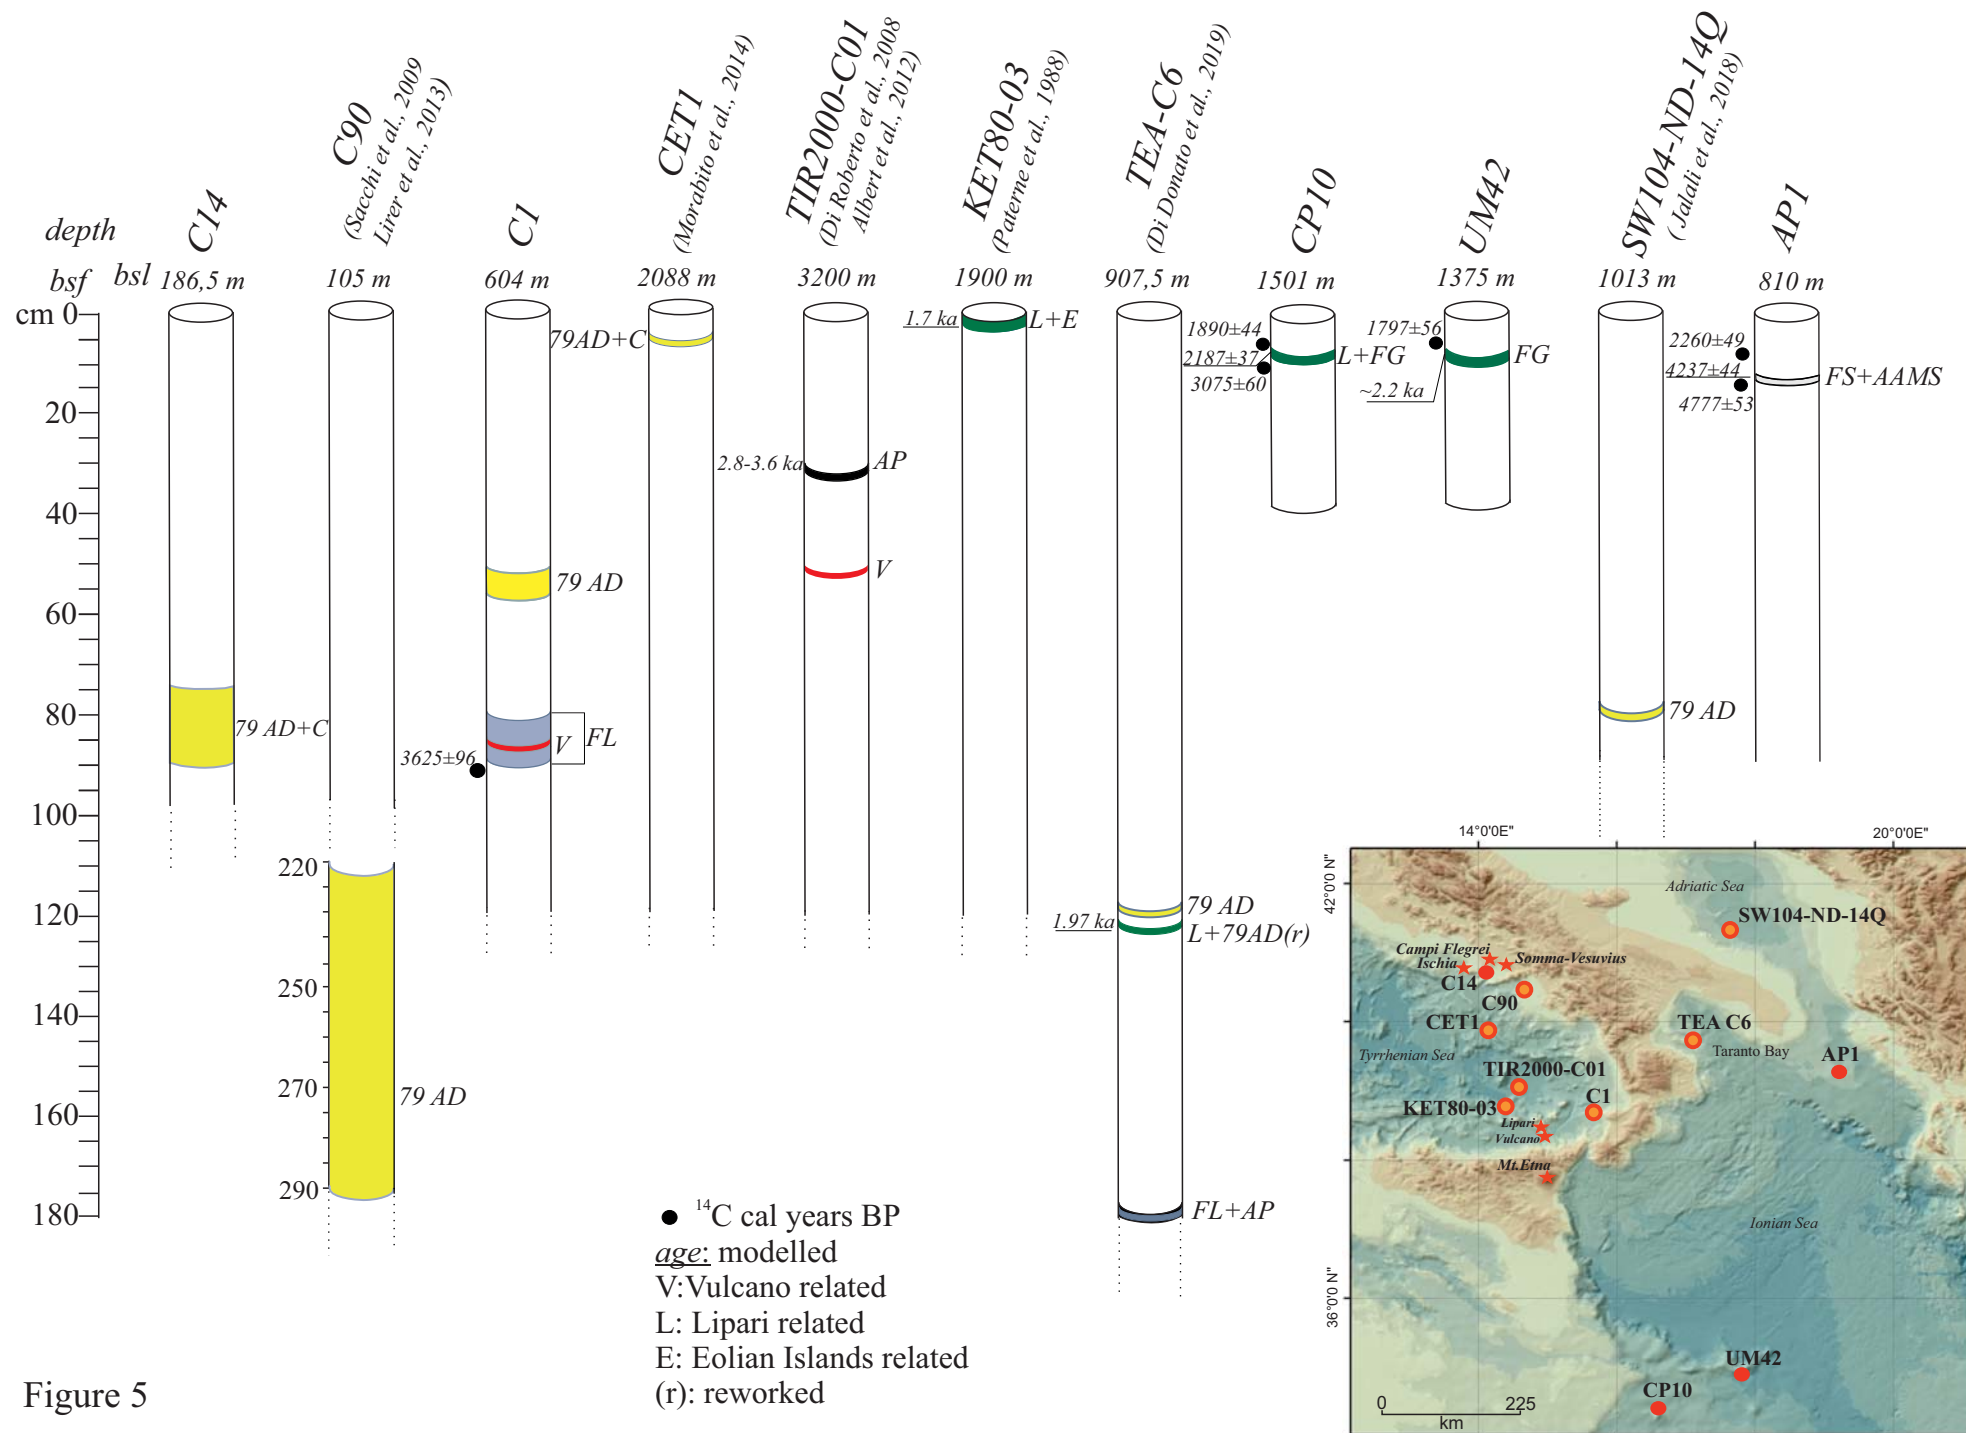 C14
C90
(Sacchi et al., 2009
Lirer et al., 2013)
C1
CET1
(Morabito et al., 2014)
TIR2000-C01
(Di Roberto et al., 2008
Albert et al., 2012)
KET80-03
(Paterne et al., 1988)
TEA-C6
(Di Donato et al., 2019)
CP10
UM42
SW104-ND-14Q
( Jalali et al., 2018)
AP1
depth
bsf bsl 186,5 m 105 m 604 m 2088 m 3200 m 1900 m 907,5 m 1501 m 1375 m 1013 m 810 m
cm 0
20
40
60
80
100
120
140
160
180
79 AD+C
220
250
270
290
79 AD
79 AD
V
FL
3625±96
79AD+C
2.8-3.6 ka
AP
V
1.7 ka
L+E
79 AD
1.97 ka
L+79AD(r)
FL+AP
1890±44
2187±37
3075±60
L+FG
1797±56
~2.2 ka
FG
79 AD
2260±49
4237±44
4777±53
FS+AAMS
14C cal years BP
age: modelled
V:Vulcano related
L: Lipari related
E: Eolian Islands related
(r): reworked
Figure 5
14°0'0E"
20°0'0E"
42°0'0 N"
36°0'0 N"
Adriatic Sea
SW104-ND-14Q
Campi Flegrei
Ischia
Somma-Vesuvius
C14
C90
CET1
TEA C6
Tyrrhenian Sea
Taranto Bay
AP1
TIR2000-C01
KET80-03
C1
Lipari
Vulcano
Mt.Etna
Ionian Sea
UM42
CP10
0
225
km